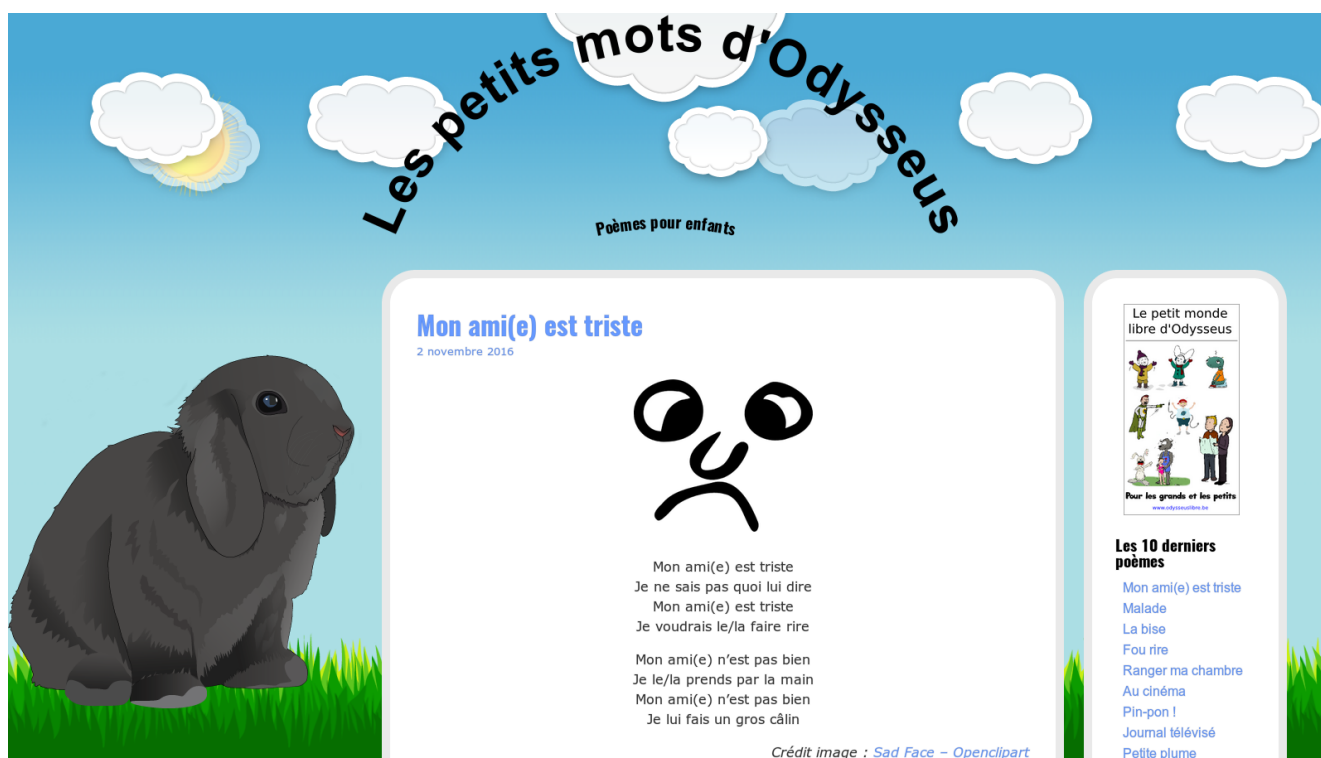 Les petits mots d'Odysseus
Poèmes pour enfants
Mon ami(e) est triste
2 novembre 2016
Mon ami(e) est triste
Je ne sais pas quoi lui dire
Mon ami(e) est triste
Je voudrais le/la faire rire
Mon ami(e) n’est pas bien
Je le/la prends par la main
Mon ami(e) n’est pas bien
Je lui fais un gros câlin
Crédit image : Sad Face – Openclipart
Le petit monde
libre d'Odysseus
Pour les grands et les petits
www.odysseuslibre.be
Les 10 derniers
poèmes
Mon ami(e) est triste
Malade
La bise
Fou rire
Ranger ma chambre
Au cinéma
Pin-pon !
Journal télévisé
Petite plume